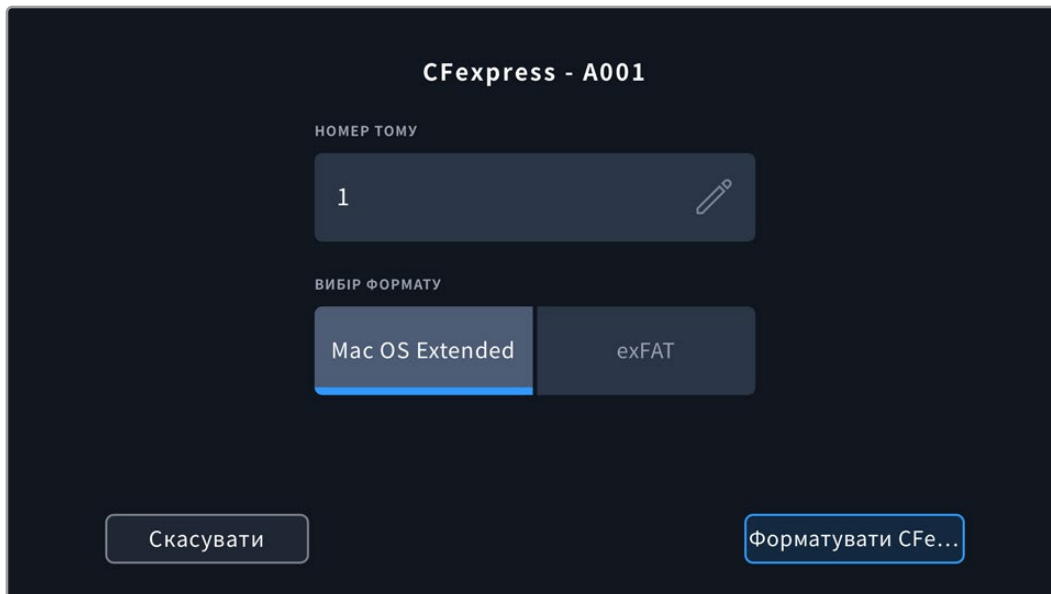 CFexpress - A001
НОМЕР ТОМУ
1
ВИБІР ФОРМАТУ
Mac OS Extended
exFAT
Скасувати
Форматувати CFe...